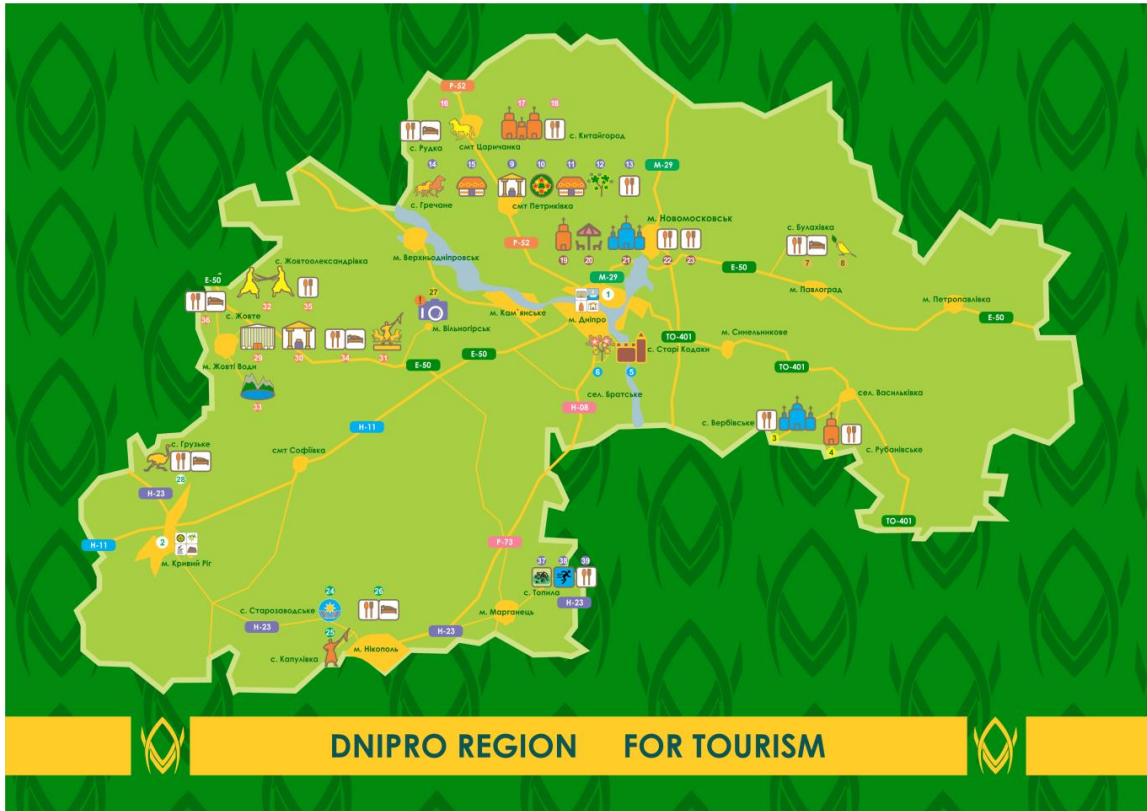 P-52
16
17
18
с. Рудка
смт Царичанка
с. Китайгород
14
15
9
10
11
12
13
М-29
с. Гречане
смт Петриківка
м. Новомосковськ
P-52
19
20
21
22
23
с. Булахівка
7
8
Е-50
м. Верхньодніпровськ
с. Жовтоолександрівка
Е-50
32
35
36
с. Жовте
М-29
1
м. Дніпро
м. Кам'янське
м. Павлоград
м. Петропавлівка
Е-50
27
м. Вільногірськ
29
30
34
31
Е-50
Е-50
м. Жовті Води
33
ТО-401
м. Синельникове
с. Старі Кодаки
6
5
сел. Братське
ТО-401
сел. Васильківка
Н-08
Н-11
с. Вербівське
3
4
с. Рубанівське
с. Грузьке
28
смт Софіївка
Н-23
ТО-401
Н-11
2
м. Кривий Ріг
P-73
37
38
39
с. Топила
Н-23
24
26
с. Старозаводське
Н-23
25
с. Капулівка
м. Нікополь
Н-23
м. Марганець
DNIPRO REGION FOR TOURISM